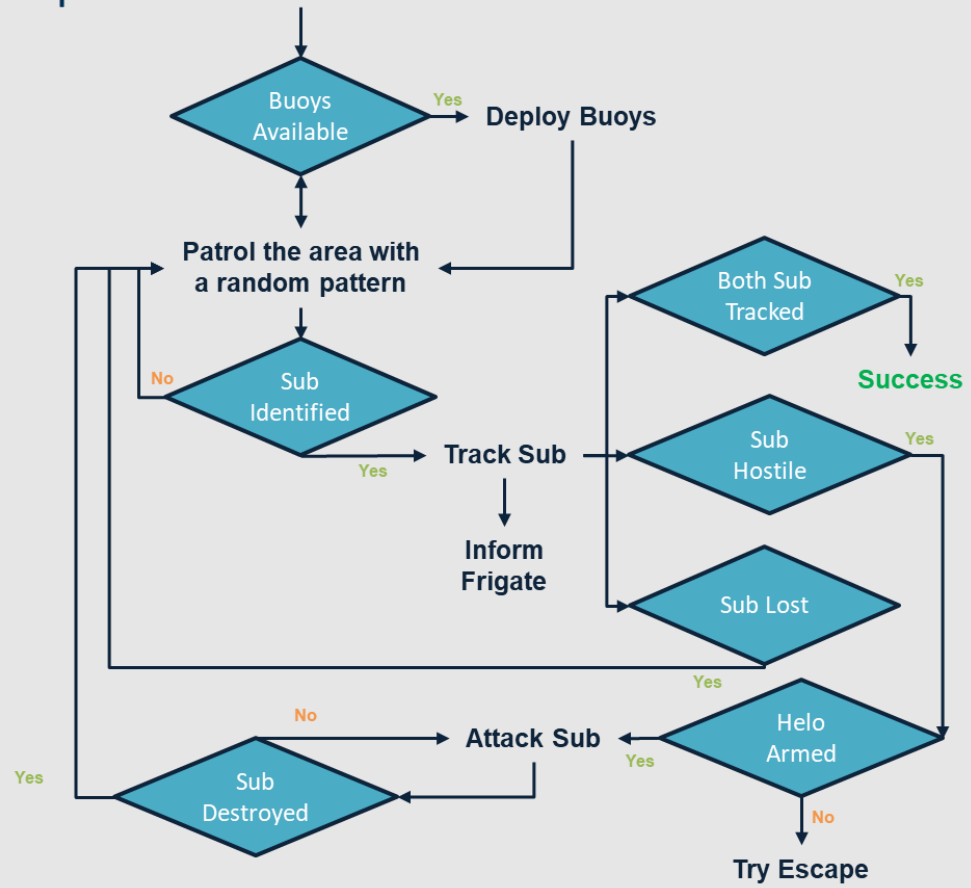 Buoys
Available
Yes
Deploy Buoys
Patrol the area with
a random pattern
Both Sub
Tracked
Yes
Success
No
Sub
Identified
Yes
Track Sub
Sub
Hostile
Yes
Inform
Frigate
Sub Lost
Yes
Helo
Armed
No
Attack Sub
Yes
Yes
Sub
Destroyed
No
Try Escape